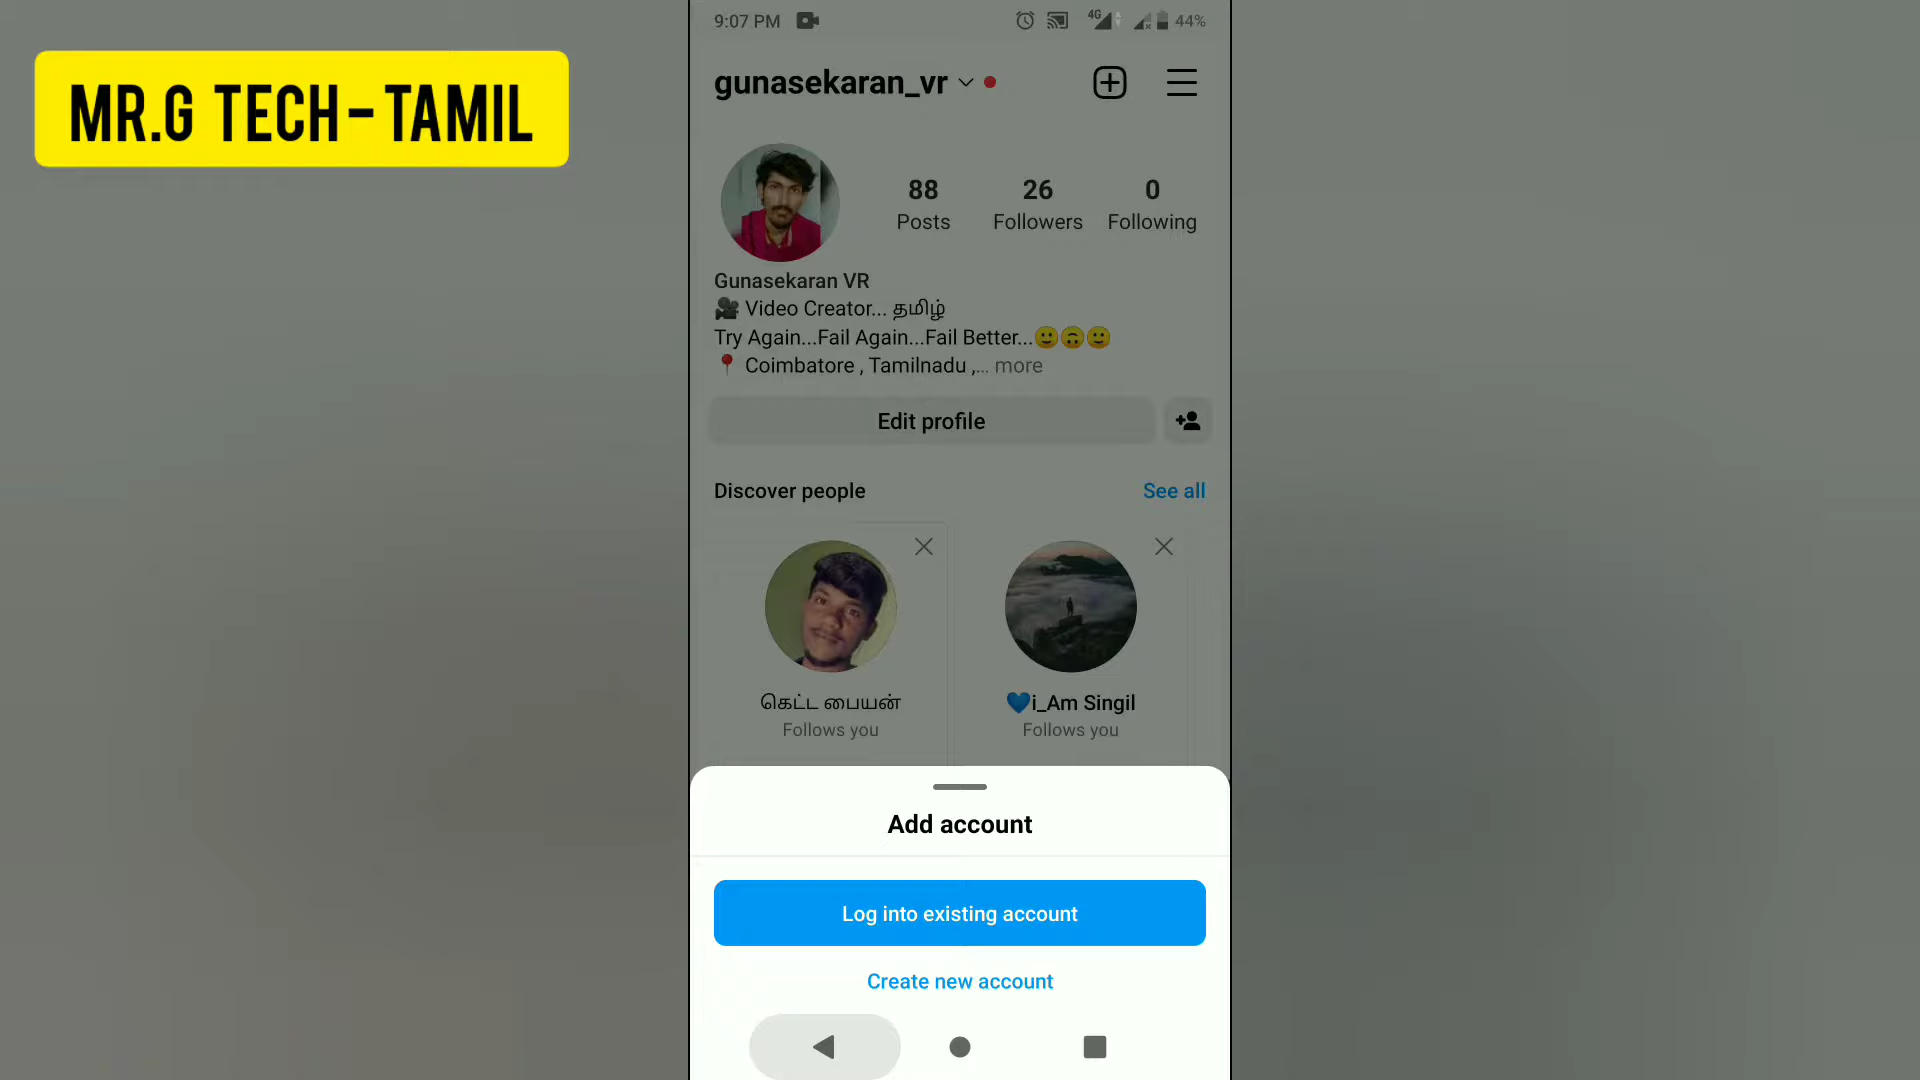 MR.G TECH-TAMIL
9:07 PM
4G
44%
gunasekaran_vr
88
26
0
Posts
Followers
Following
Gunasekaran VR
🎥 Video Creator... தமிழ்
Try Again...Fail Again...Fail Better...🙂🙃🙂
📍 Coimbatore , Tamilnadu ,... more
Edit profile
Discover people
See all
கெட்ட பையன்
💙i_Am Singil
Follows you
Follows you
Add account
Log into existing account
Create new account